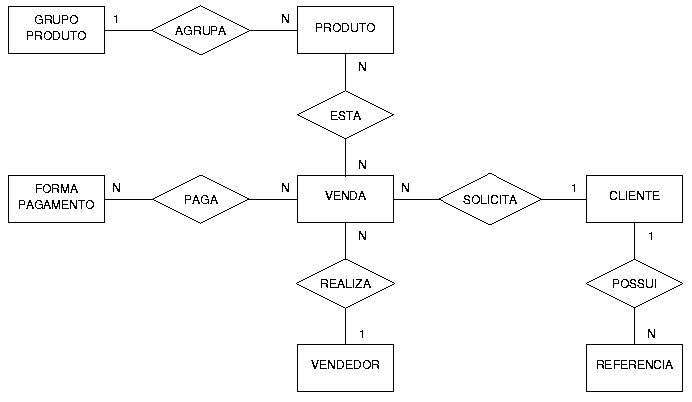 GRUPO
PRODUTO
1
AGRUPA
N
PRODUTO
N
ESTA
N
FORMA
PAGAMENTO
N
PAGA
N
VENDA
N
SOLICITA
1
CLIENTE
N
REALIZA
1
VENDEDOR
1
POSSUI
N
REFERENCIA